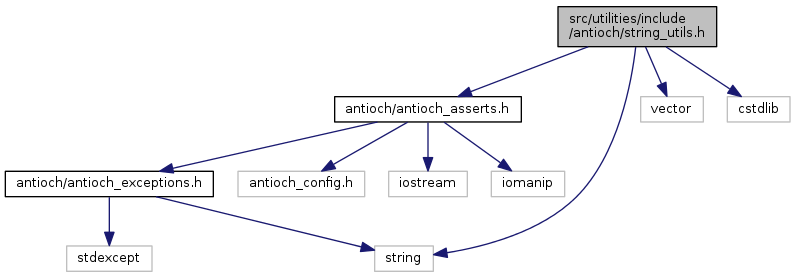 src/utilities/include
/antioch/string_utils.h
antioch/antioch_asserts.h
vector
cstdlib
antioch/antioch_exceptions.h
antioch_config.h
iostream
iomanip
stdexcept
string